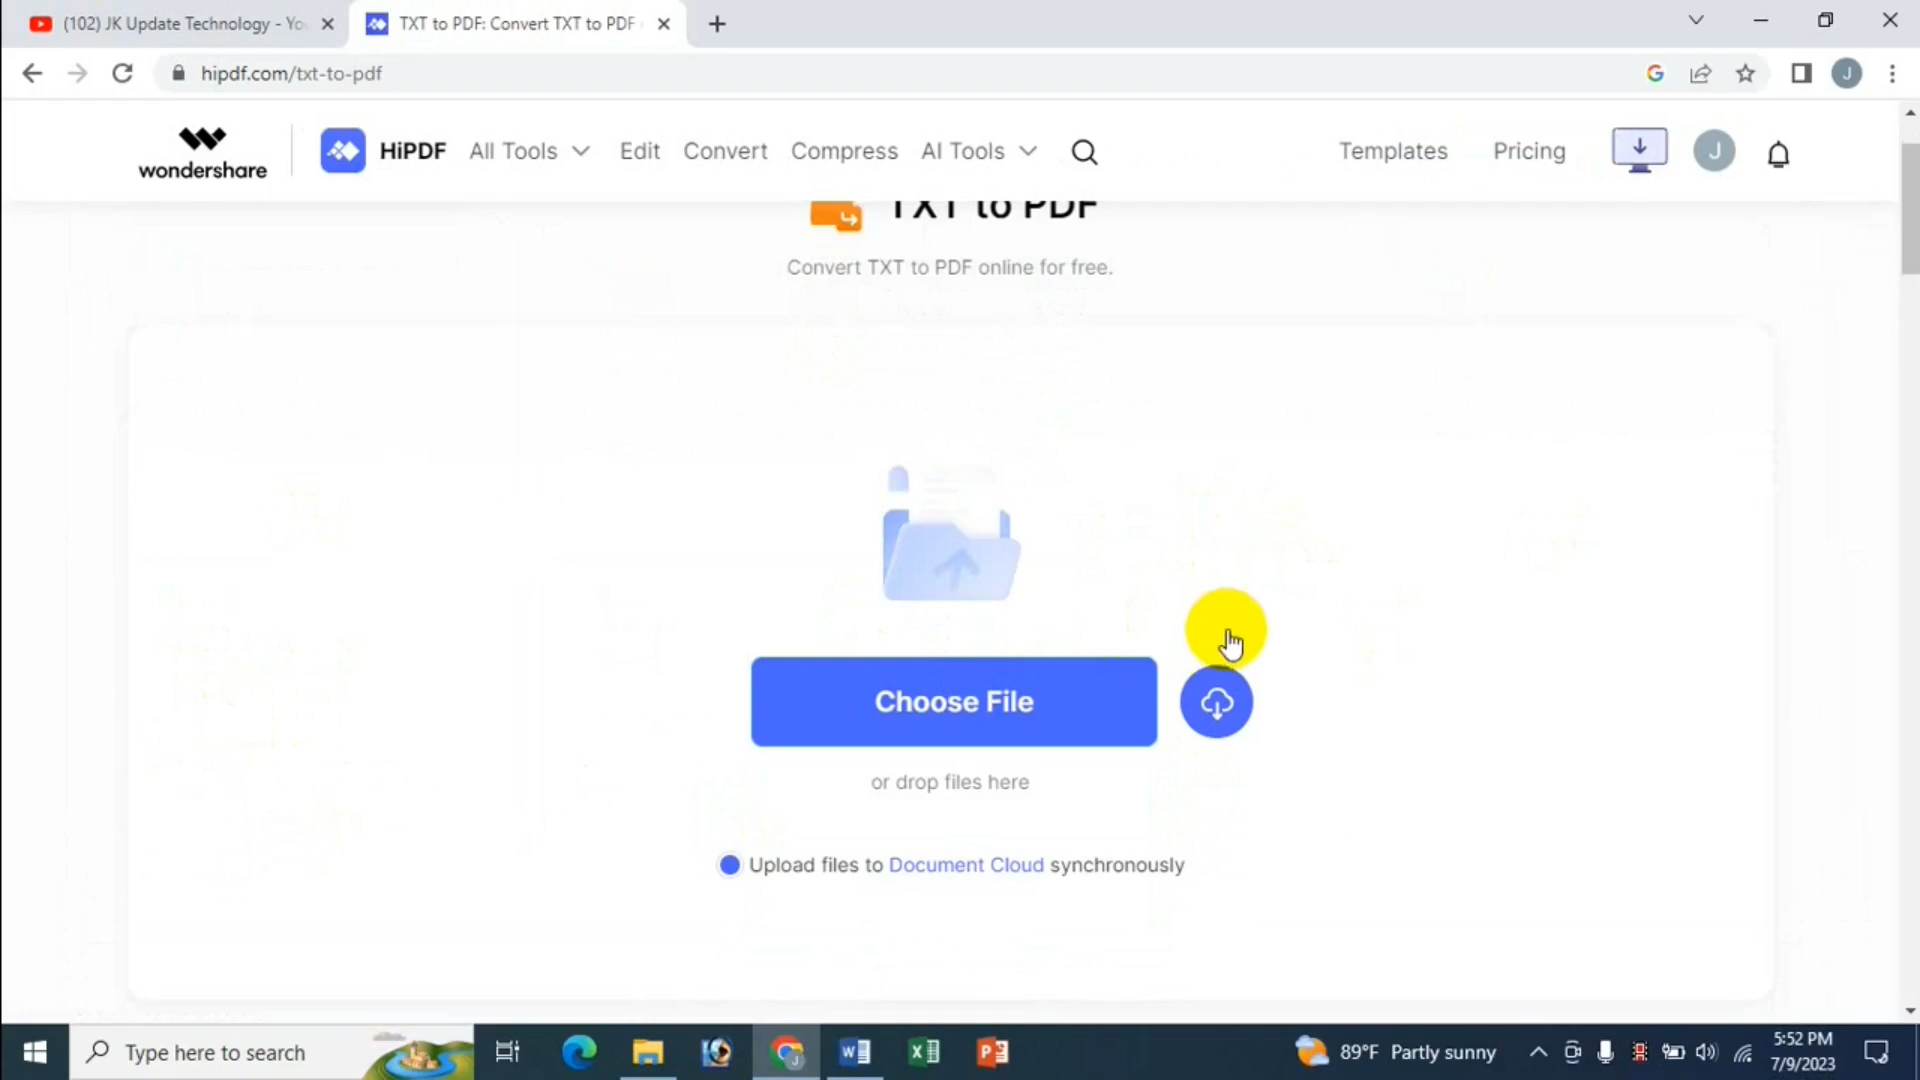 (102) JK Update Technology - Yo
TXT to PDF: Convert TXT to PDF
hipdf.com/txt-to-pdf
J
wondershare
HiPDF
All Tools
Edit
Convert
Compress
AI Tools
Templates
Pricing
J
TXT to PDF
Convert TXT to PDF online for free.
Choose File
or drop files here
Upload files to Document Cloud synchronously
Type here to search
89°F Partly sunny
5:52 PM
7/9/2023